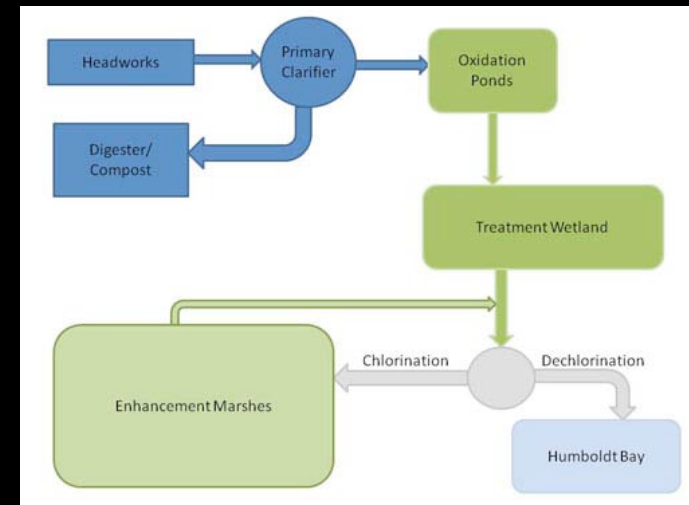 Headworks
Primary
Clarifier
Oxidation
Ponds
Digester/
Compost
Treatment Wetland
Chlorination
Dechlorination
Enhancement Marshes
Humboldt Bay